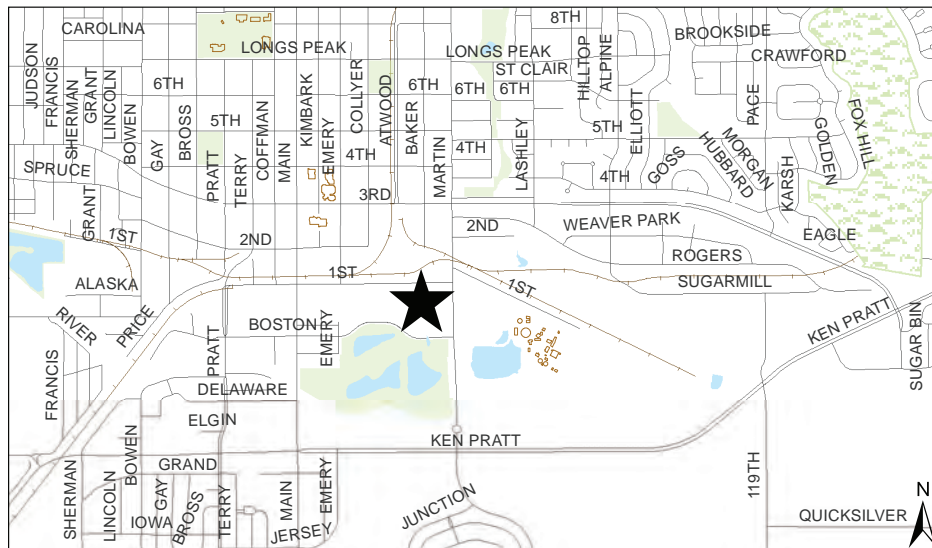 8TH
CAROLINA
BROOKSIDE
LONGS PEAK
LONGS PEAK
CRAWFORD
ST CLAIR
JUDSON
FRANCIS
SHERMAN
GRANT
LINCOLN
BOWEN
6TH
KIMBARK
COLLYER
ATWOOD
6TH
6TH
6TH
HILLTOP
ALPINE
PACE
FOX HILL
GAY
BROSS
5TH
COFFMAN
MAIN
EMERY
BAKER
5TH
ELLIOTT
GOLDEN
PRATT
TERRY
4TH
MARTIN
4TH
LASHLEY
4TH
GOSS
HUBBARD
MORGAN
KARSH
SPRUCE
3RD
GRANT
1ST
2ND
2ND
WEAVER PARK
EAGLE
ROGERS
ALASKA
1ST
1ST
SUGARMILL
RIVER
PRICE
BOSTON
EMERY
KEN PRATT
SUGAR BIN
FRANCIS
PRATT
DELAWARE
ELGIN
KEN PRATT
BOWEN
GRAND
SHERMAN
LINCOLN
GAY
IOWA
BROSS
TERRY
MAIN
EMERY
JERSEY
JUNCTION
119TH
N
QUICKSILVER